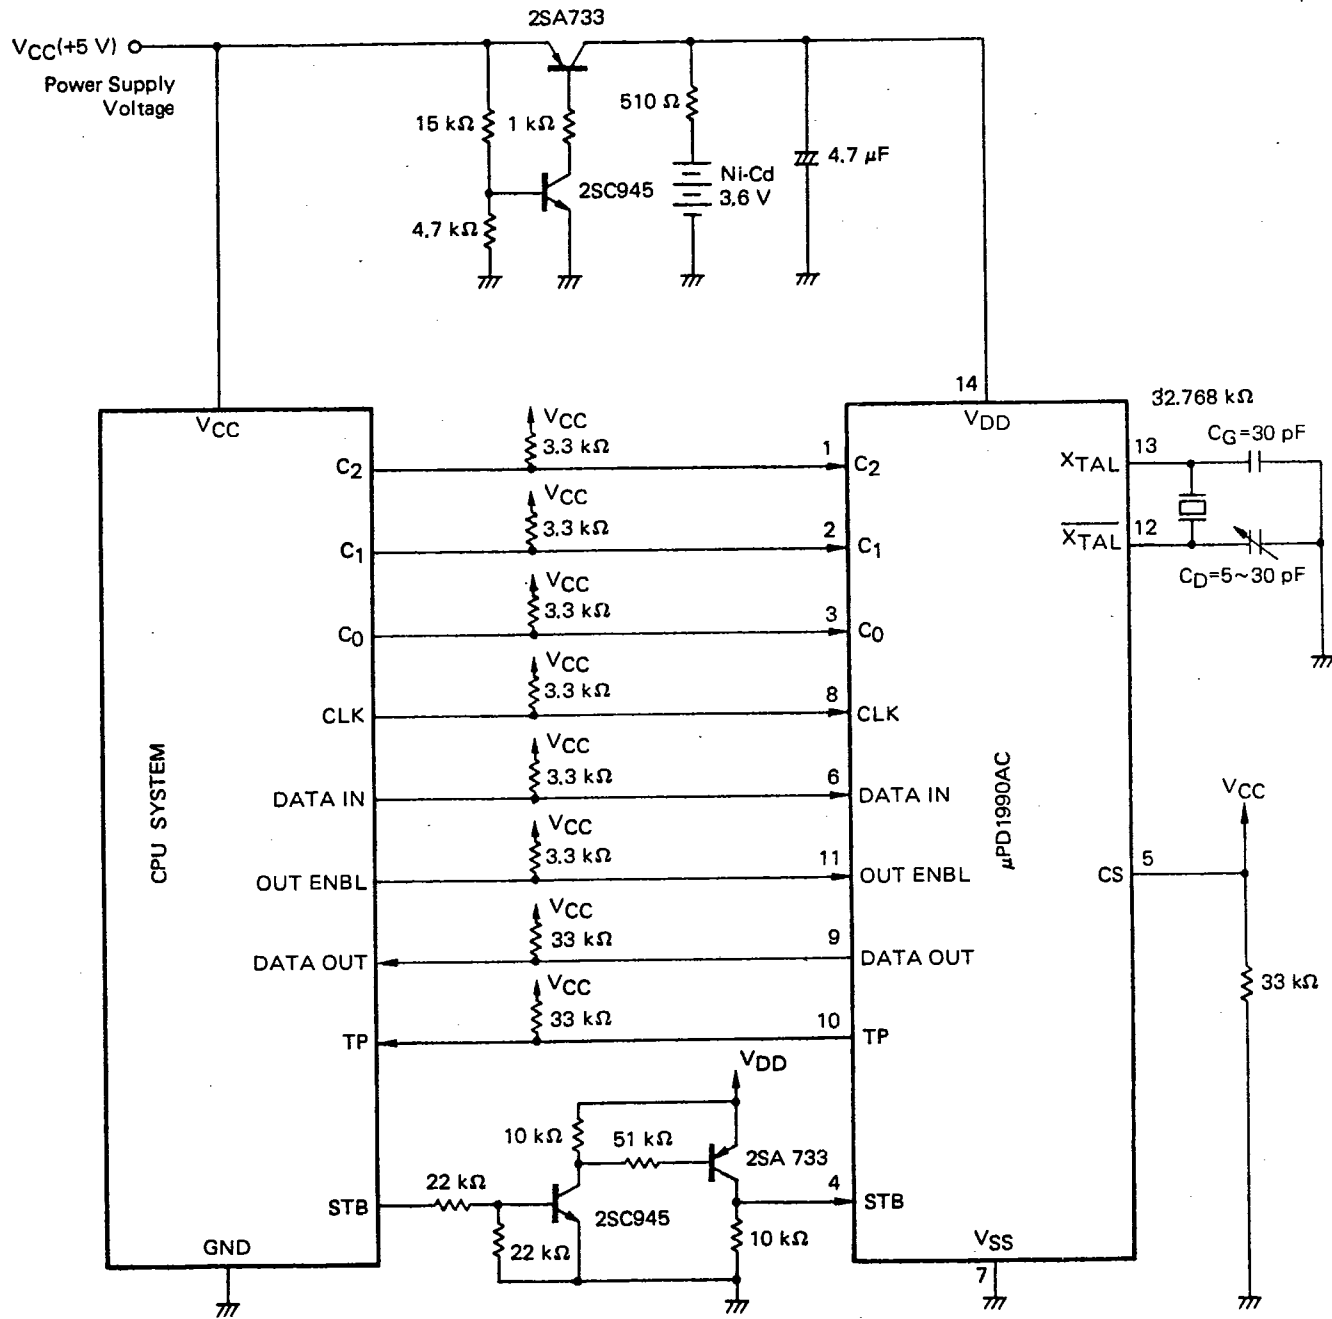 2SA733
VCC(+5 V)
Power Supply
Voltage
15 kΩ
1 kΩ
510 Ω
4.7 μF
Ni-Cd
3.6 V
2SC945
4.7 kΩ
14
VCC
VDD
32.768 kΩ
CG=30 pF
XTAL
13
XTAL
12
CD=5~30 pF
C2
VCC
3.3 kΩ
1
C2
C1
VCC
3.3 kΩ
2
C1
C0
VCC
3.3 kΩ
3
C0
CLK
VCC
3.3 kΩ
8
CLK
CPU SYSTEM
μPD1990AC
DATA IN
VCC
3.3 kΩ
6
DATA IN
VCC
OUT ENBL
VCC
3.3 kΩ
11
OUT ENBL
CS
5
DATA OUT
VCC
33 kΩ
9
DATA OUT
33 kΩ
TP
VCC
33 kΩ
10
TP
VDD
10 kΩ
51 kΩ
2SA 733
STB
22 kΩ
4
STB
2SC945
22 kΩ
10 kΩ
GND
VSS
7